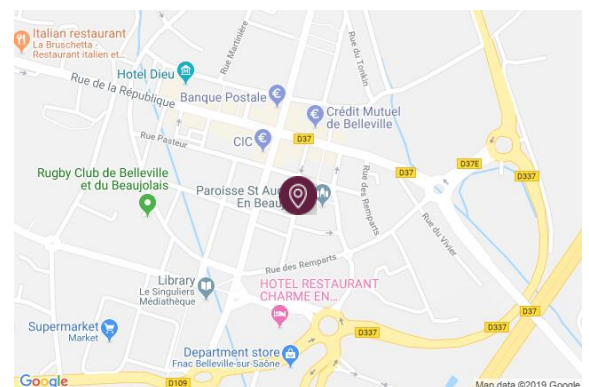 Italian restaurant
La Bruschetta -
Restaurant italien et...
Rue Martinière
Rue du Tonkin
Hotel Dieu
Rue de la République
Banque Postale
Crédit Mutuel
de Belleville
CIC
D37
Rue Pasteur
D37
D37E
D337
Rugby Club de Belleville
et du Beaujolais
Paroisse St Au
En Beau
Rue des Remparts
Rue du Vivier
Rue des Remparts
Library
Le Singuliers
Médiathèque
HOTEL RESTAURANT
CHARME EN...
D37
Supermarket
Market
D337
D337
Department store
Fnac Belleville-sur-Saône
Google
D109
Map data ©2019 Google